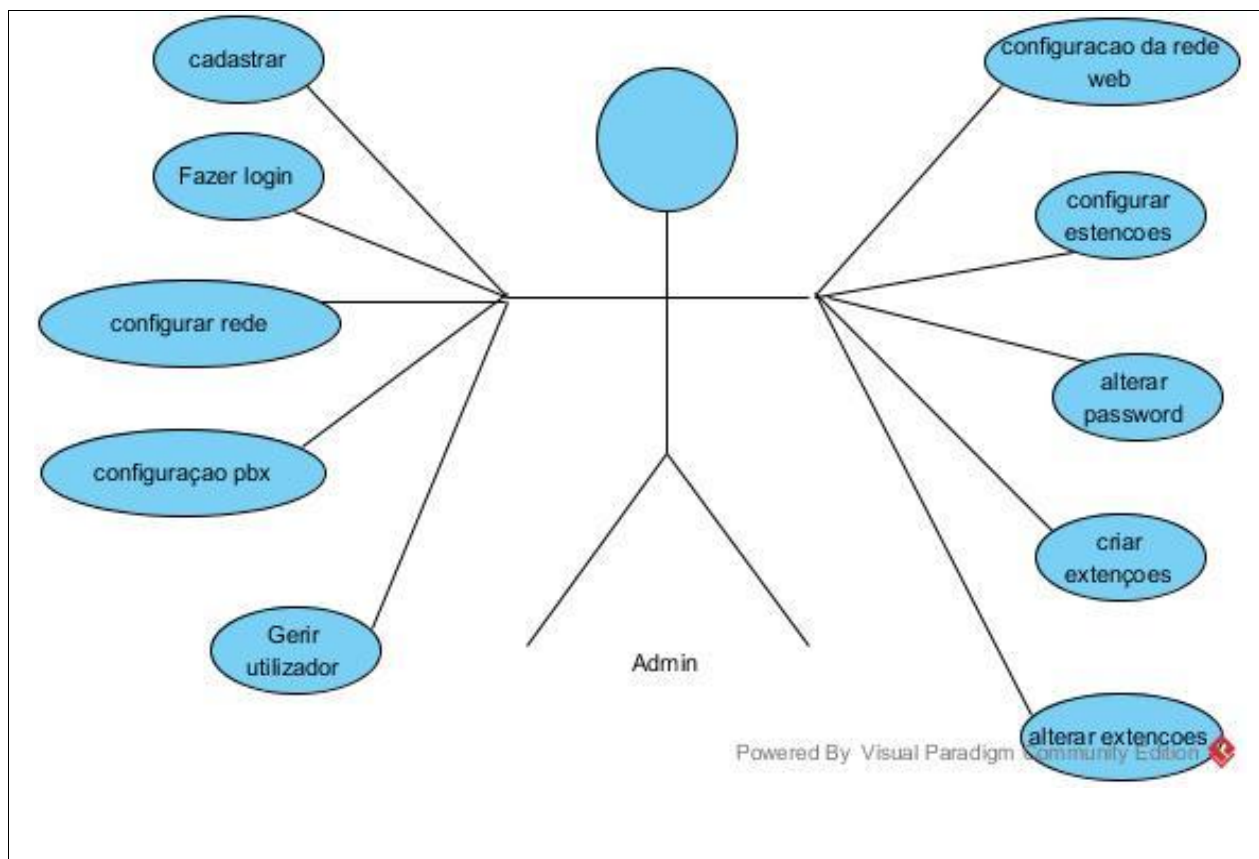 cadastrar
Fazer login
configurar rede
configuraçao pbx
Gerir
utilizador
Admin
configuracao da rede
web
configurar
estencoes
alterar
password
criar
extençoes
alterar extencoes
Powered By Visual Paradigm Community Edition